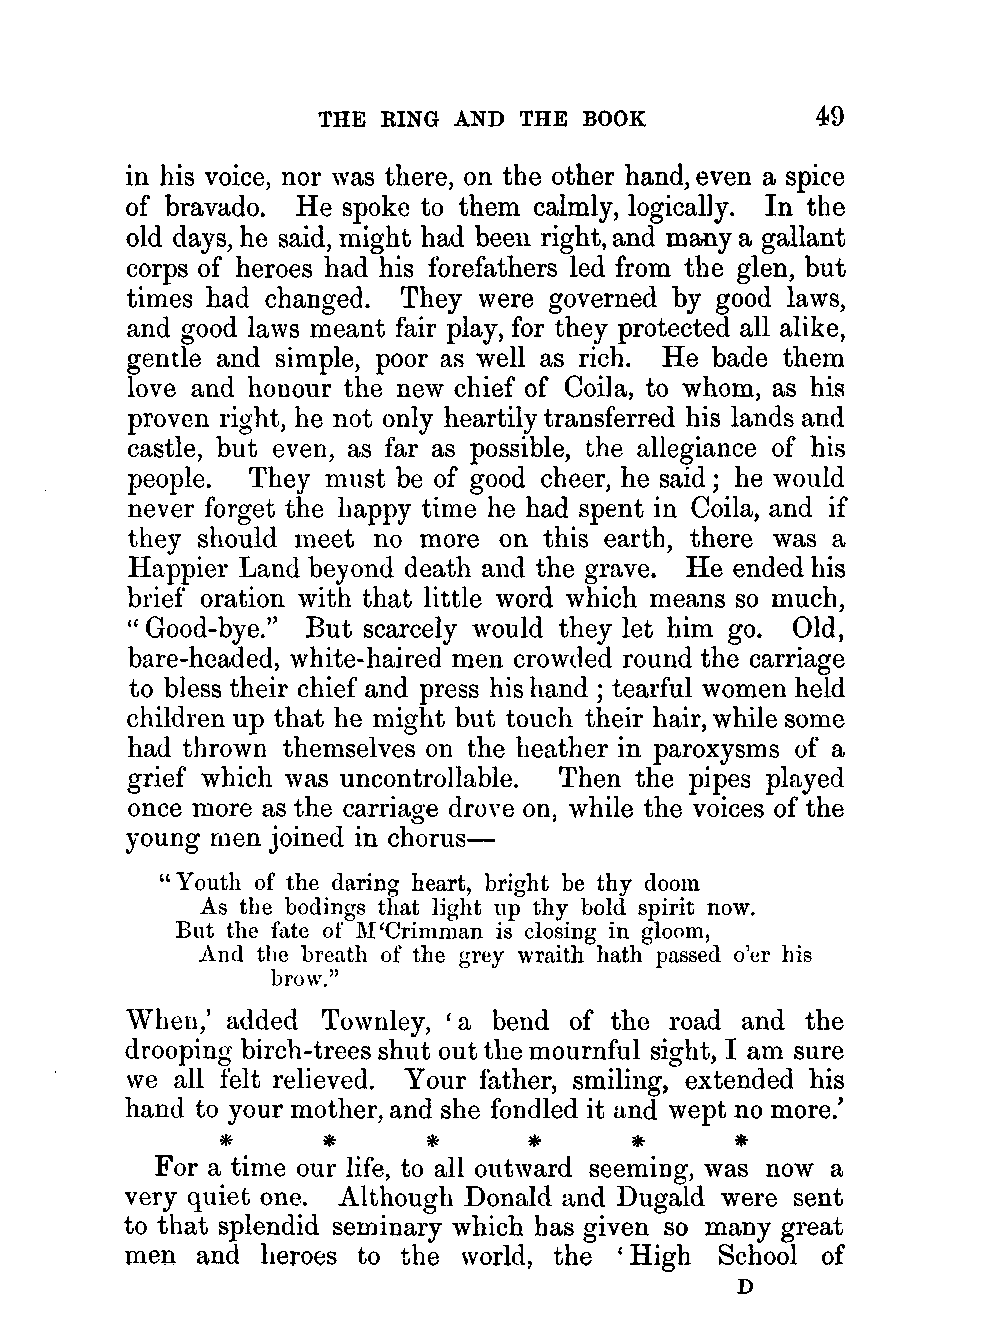 THE RING AND THE BOOK 49
in his voice, nor was there, on the other hand, even a spice
of bravado. He spoke to them calmly, logically. In the
old days, he said, might had been right, and many a gallant
corps of heroes had his forefathers led from the glen, but
times had changed. They were governed by good laws,
and good laws meant fair play, for they protected all alike,
gentle and simple, poor as well as rich. He bade them
love and honour the new chief of Coila, to whom, as his
proven right, he not only heartily transferred his lands and
castle, but even, as far as possible, the allegiance of his
people. They must be of good cheer, he said; he would
never forget the happy time he had spent in Coila, and if
they should meet no more on this earth, there was a
Happier Land beyond death and the grave. He ended his
brief oration with that little word which means so much,
"Good-bye." But scarcely would they let him go. Old,
bare-headed, white-haired men crowded round the carriage
to bless their chief and press his hand; tearful women held
children up that he might but touch their hair, while some
had thrown themselves on the heather in paroxysms of a
grief which was uncontrollable. Then the pipes played
once more as the carriage drove on, while the voices of the
young men joined in chorus—
"Youth of the daring heart, bright be thy doom
As the bodings that light up thy bold spirit now.
But the fate of M'Crimman is closing in gloom,
And the breath of the grey wraith hath passed o'er his
brow."
When,' added Townley, 'a bend of the road and the
drooping birch-trees shut out the mournful sight, I am sure
we all felt relieved. Your father, smiling, extended his
hand to your mother, and she fondled it and wept no more.'
* * * * * *
For a time our life, to all outward seeming, was now a
very quiet one. Although Donald and Dugald were sent
to that splendid seminary which has given so many great
men and heroes to the world, the 'High School of
D